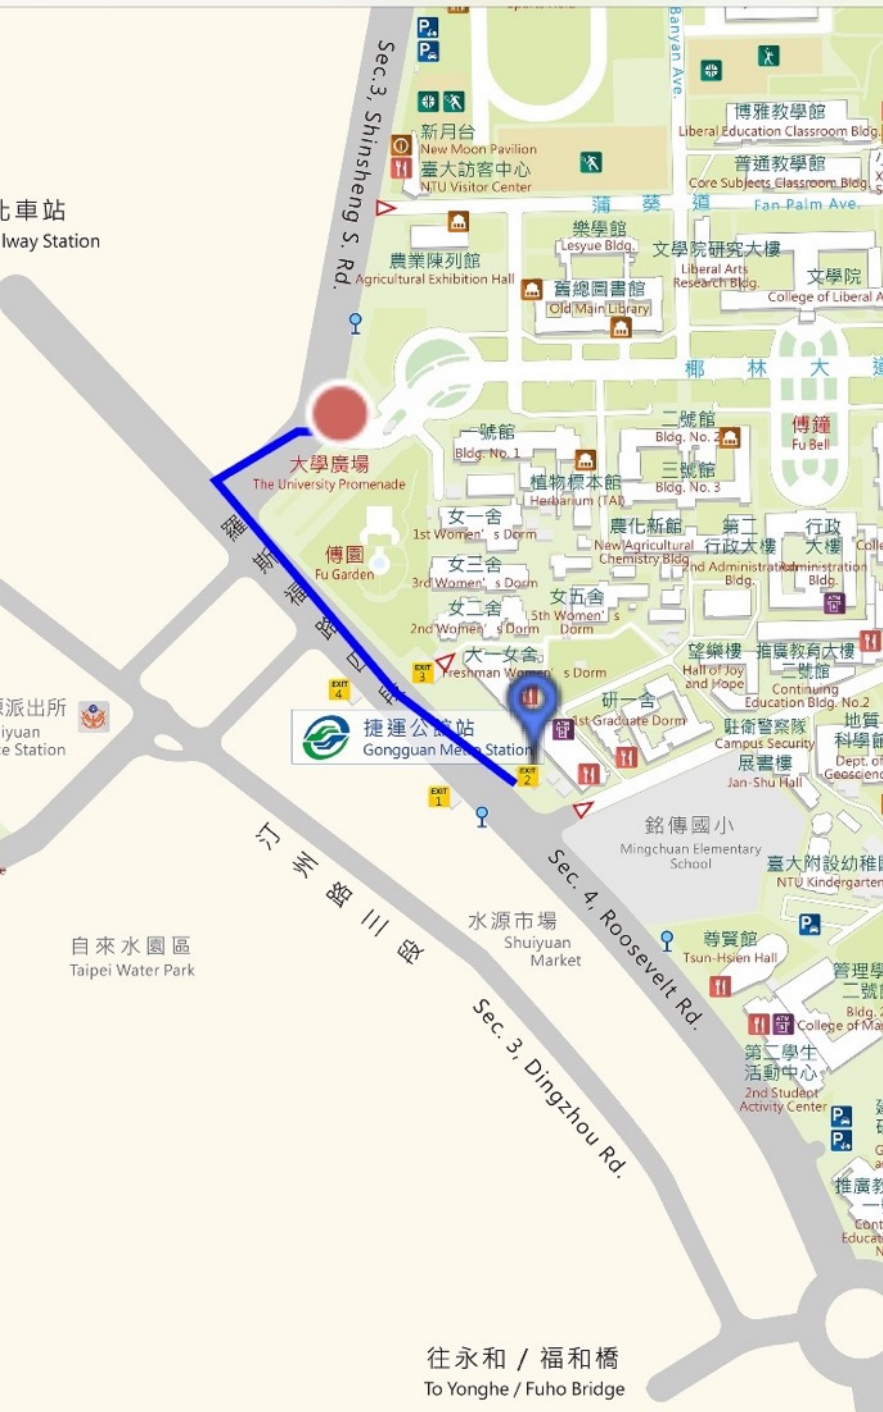 Sec.3, Shinsheng S. Rd.
Banyan Ave.
新月台
New Moon Pavilion
臺大訪客中心
NTU Visitor Center
博雅教學館
Liberal Education Classroom Bldg.
普通教學館
Core Subjects Classroom Bldg.
蒲葵道
Fan Palm Ave.
北車站
lway Station
農業陳列館
Agricultural Exhibition Hall
樂學館
Lesyue Bldg.
文學院研究大樓
Liberal Arts
Research Bldg.
文學院
College of Liberal A
舊總圖書館
Old Main Library
椰林大道
一號館
Bldg. No. 1
二號館
Bldg. No. 2
三號館
Bldg. No. 3
傅鐘
Fu Bell
大學廣場
The University Promenade
植物標本館
Herbarium (TAI)
傅園
Fu Garden
女一舍
1st Women's Dorm
女三舍
3rd Women's Dorm
女二舍
2nd Women's Dorm
女五舍
5th Women's
Dorm
農化新館
New Agricultural
Chemistry Bldg.
第二
行政大樓
2nd Administration
Bldg.
行政
大樓
Administration
Bldg.
Colle
ATM
羅斯福路四段
大一女舍
Freshman Women's Dorm
望樂樓
Hall of Joy
and Hope
推廣教育大樓
二號館
Continuing
Education Bldg. No.2
研一舍
1st Graduate Dorm
駐衛警察隊
Campus Security
地質
科學館
Dept. of
Geoscienc
展書樓
Jan-Shu Hall
EXIT
3
EXIT
4
捷運公館站
Gongguan Metro Station
EXIT
2
EXIT
1
源派出所
iyuan
ce Station
銘傳國小
Mingchuan Elementary
School
臺大附設幼稚園
NTU Kindergarten
汀州路三段
Sec. 4, Roosevelt Rd.
自來水園區
Taipei Water Park
水源市場
Shuiyuan
Market
尊賢館
Tsun-Hsien Hall
管理學
二號館
Bldg. 2
College of Ma
ATM
第二學生
活動中心
2nd Student
Activity Center
Sec. 3, Dingzhou Rd.
推廣教
一號
Cont
Educat
往永和 / 福和橋
To Yonghe / Fuho Bridge